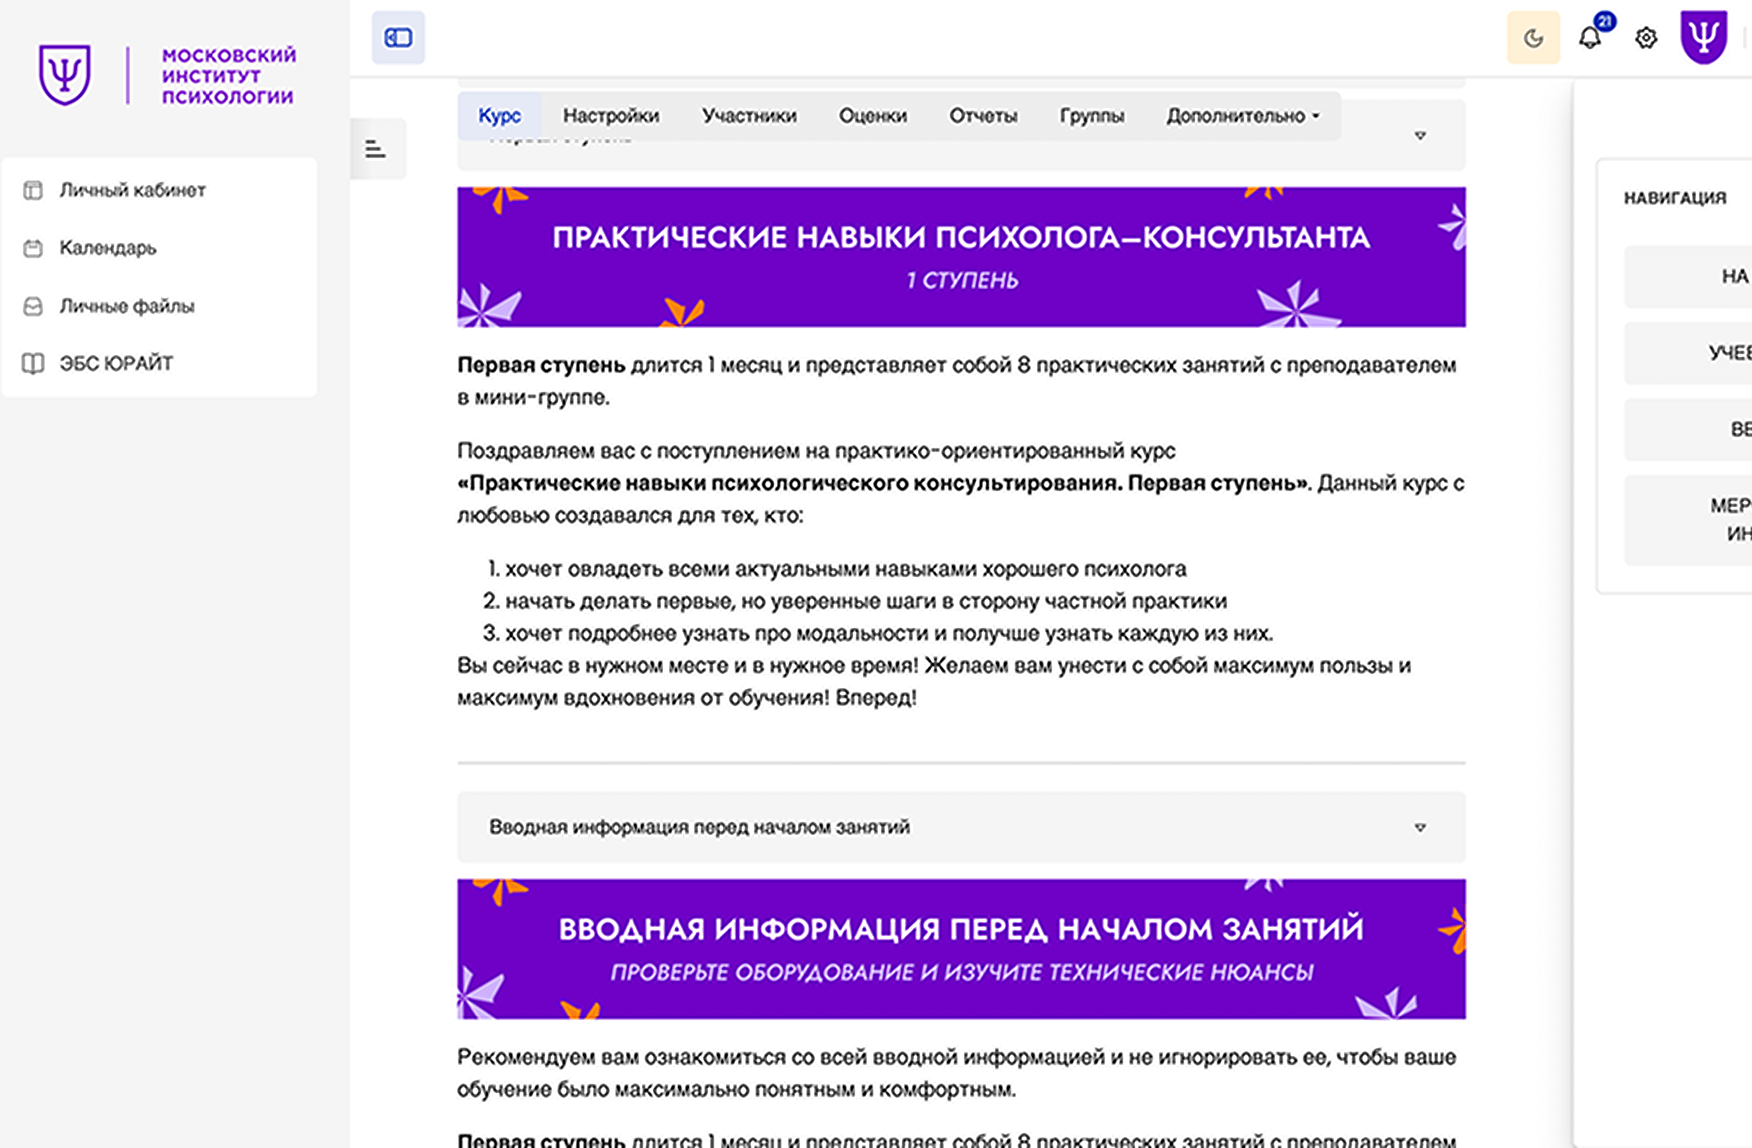 МОСКОВСКИЙ
ИНСТИТУТ
ПСИХОЛОГИИ
Личный кабинет
Календарь
Личные файлы
ЭБС ЮРАЙТ
21
Курс Настройки Участники Оценки Отчеты Группы Дополнительно
Первая ступень
ПРАКТИЧЕСКИЕ НАВЫКИ ПСИХОЛОГА–КОНСУЛЬТАНТА
1 СТУПЕНЬ
Первая ступень длится 1 месяц и представляет собой 8 практических занятий с преподавателем
в мини-группе.
Поздравляем вас с поступлением на практико-ориентированный курс
«Практические навыки психологического консультирования. Первая ступень». Данный курс с
любовью создавался для тех, кто:
1. хочет овладеть всеми актуальными навыками хорошего психолога
2. начать делать первые, но уверенные шаги в сторону частной практики
3. хочет подробнее узнать про модальности и получше узнать каждую из них.
Вы сейчас в нужном месте и в нужное время! Желаем вам унести с собой максимум пользы и
максимум вдохновения от обучения! Вперед!
Вводная информация перед началом занятий
ВВОДНАЯ ИНФОРМАЦИЯ ПЕРЕД НАЧАЛОМ ЗАНЯТИЙ
ПРОВЕРЬТЕ ОБОРУДОВАНИЕ И ИЗУЧИТЕ ТЕХНИЧЕСКИЕ НЮАНСЫ
Рекомендуем вам ознакомиться со всей вводной информацией и не игнорировать ее, чтобы ваше
обучение было максимально понятным и комфортным.
Первая ступень длится 1 месяц и представляет собой 8 практических занятий с преподавателем
НАВИГАЦИЯ
НА